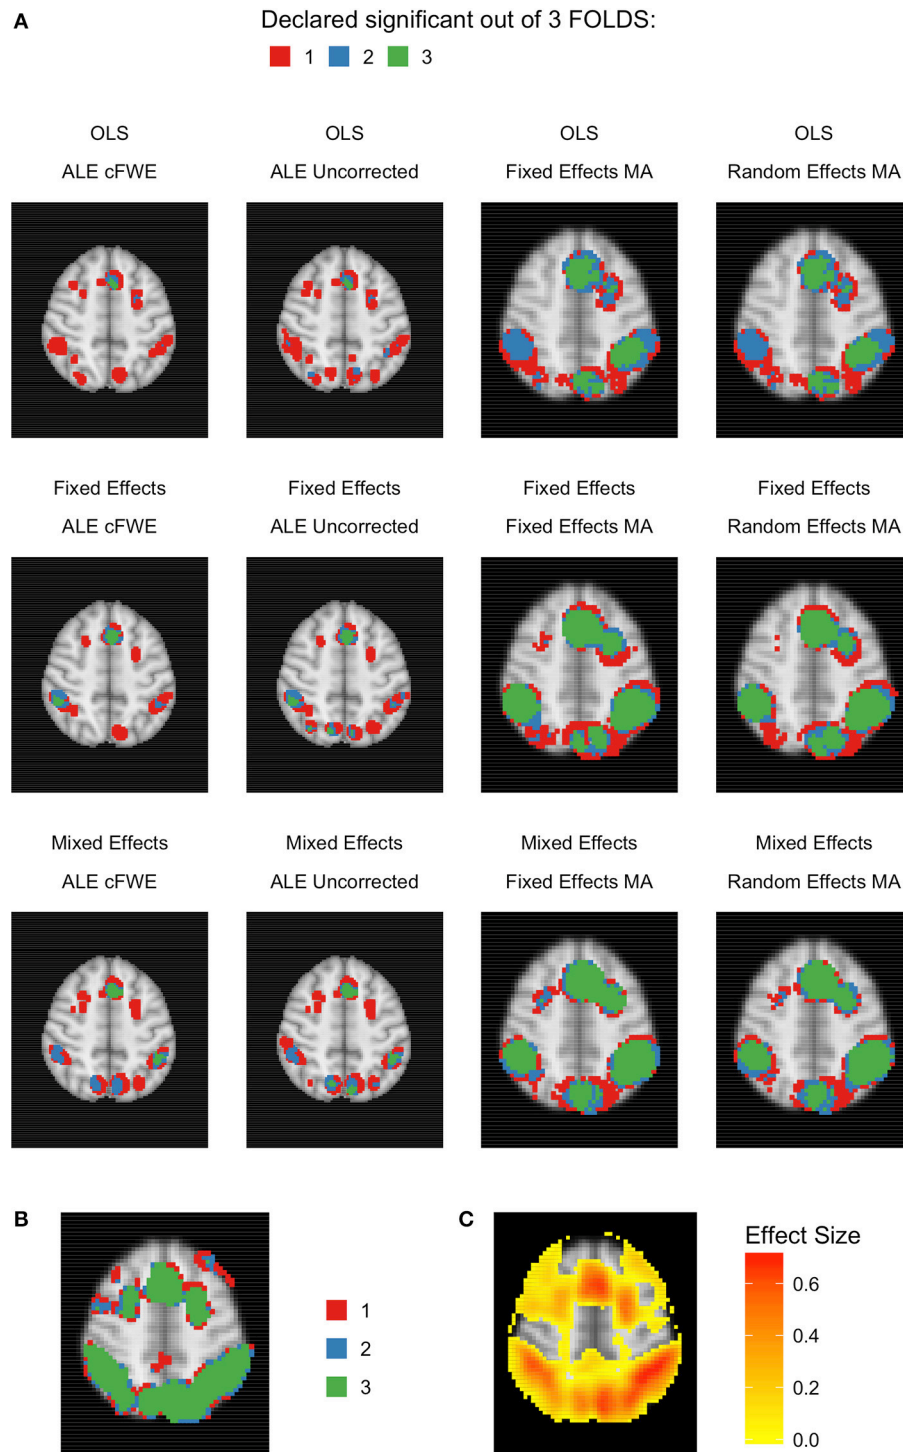 A
Declared significant out of 3 FOLDS:
1 2 3
OLS OLS OLS OLS
ALE cFWE ALE Uncorrected Fixed Effects MA Random Effects MA
Fixed Effects Fixed Effects Fixed Effects Fixed Effects
ALE cFWE ALE Uncorrected Fixed Effects MA Random Effects MA
Mixed Effects Mixed Effects Mixed Effects Mixed Effects
ALE cFWE ALE Uncorrected Fixed Effects MA Random Effects MA
B
1
2
3
C
Effect Size
0.6
0.4
0.2
0.0